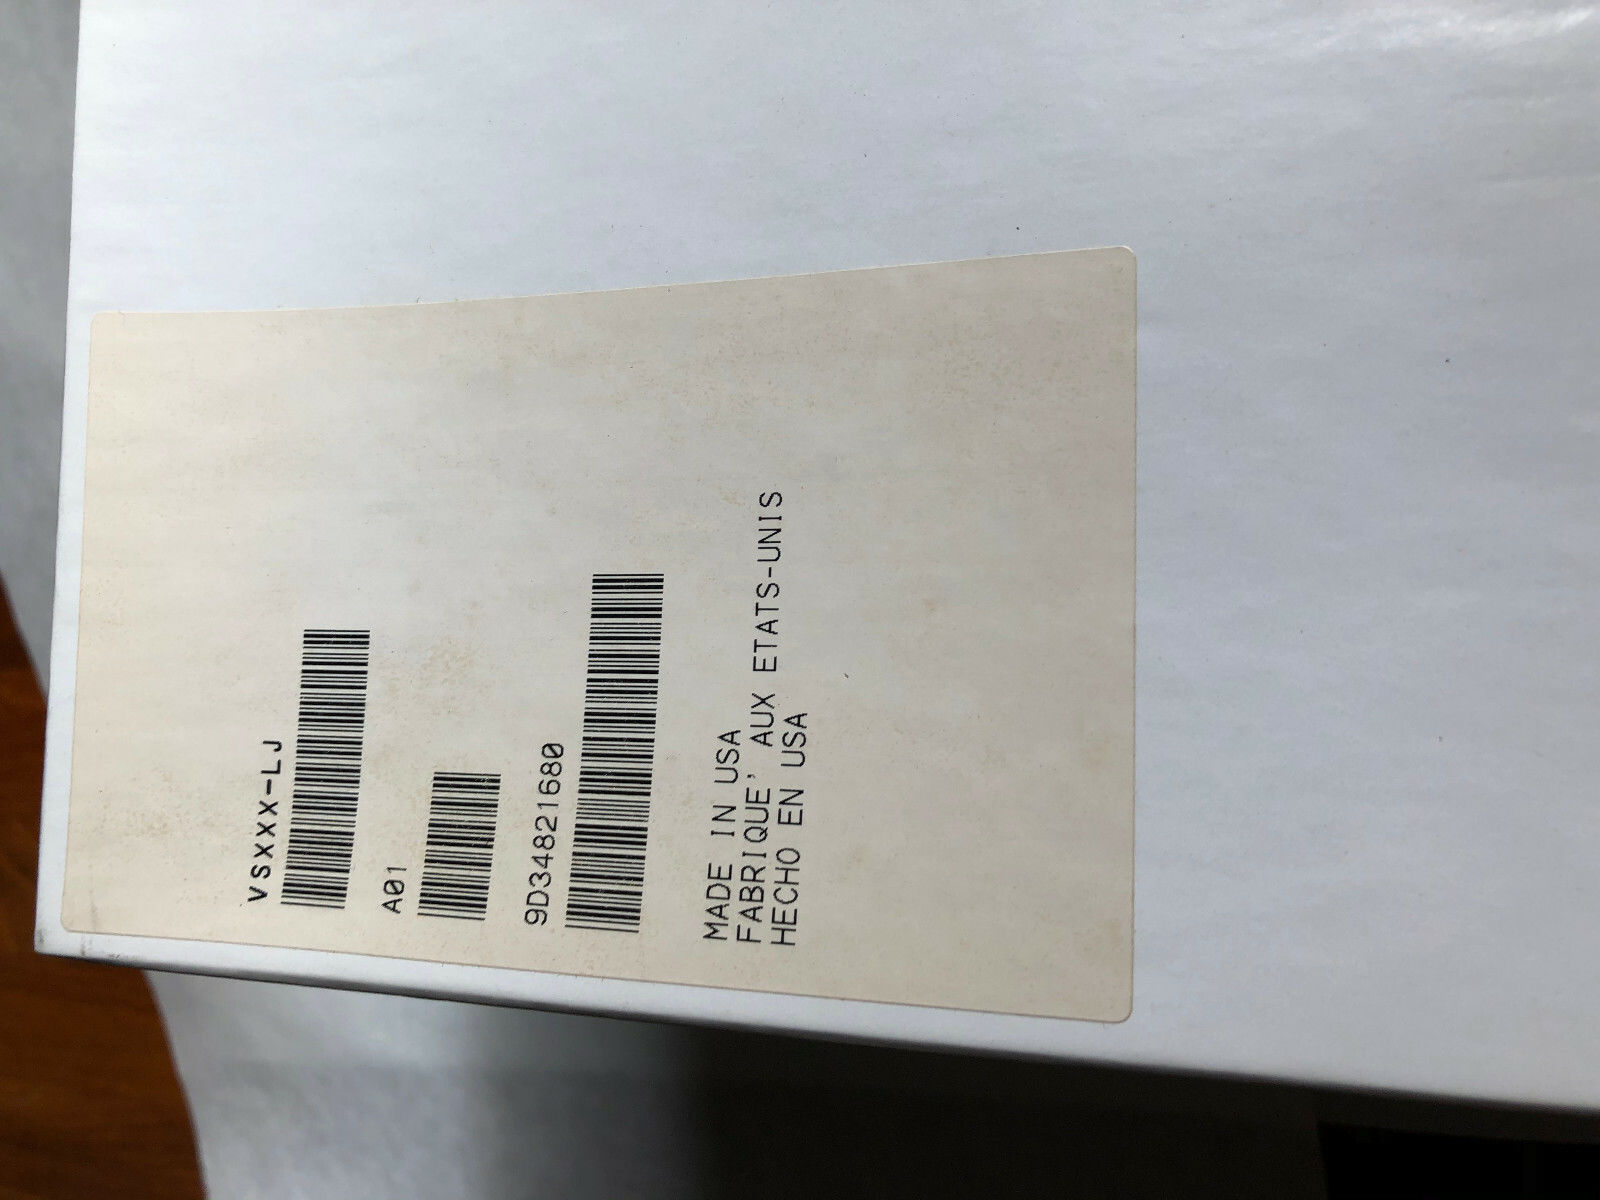 VSXXX-LJ
A01
9D34821680
MADE IN USA
FABRIQUE' AUX ETATS-UNIS
HECHO EN USA